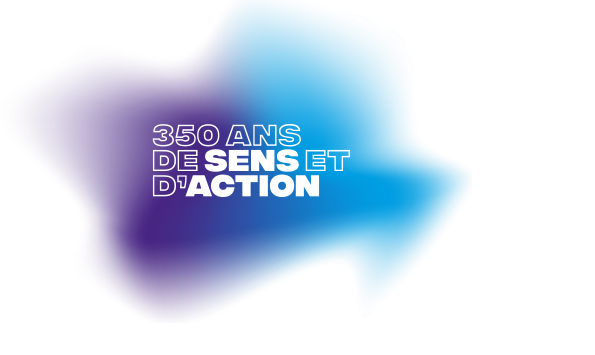 350 ANS
DE SENS ET
D'ACTION